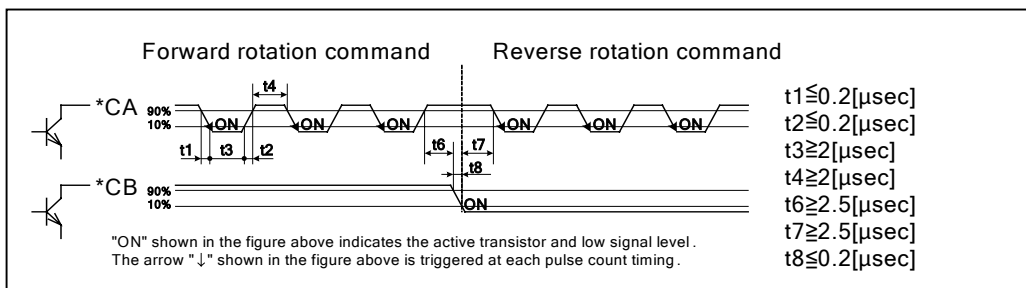 Forward rotation command
Reverse rotation command
t4
*CA
90%
10%
ON
ON
ON
ON
ON
ON
t1
t3
t2
t6
t7
t8
*CB
90%
10%
ON
"ON" shown in the figure above indicates the active transistor and low signal level.
The arrow "↓" shown in the figure above is triggered at each pulse count timing.
t1≦0.2[μsec]
t2≦0.2[μsec]
t3≧2[μsec]
t4≧2[μsec]
t6≧2.5[μsec]
t7≧2.5[μsec]
t8≦0.2[μsec]